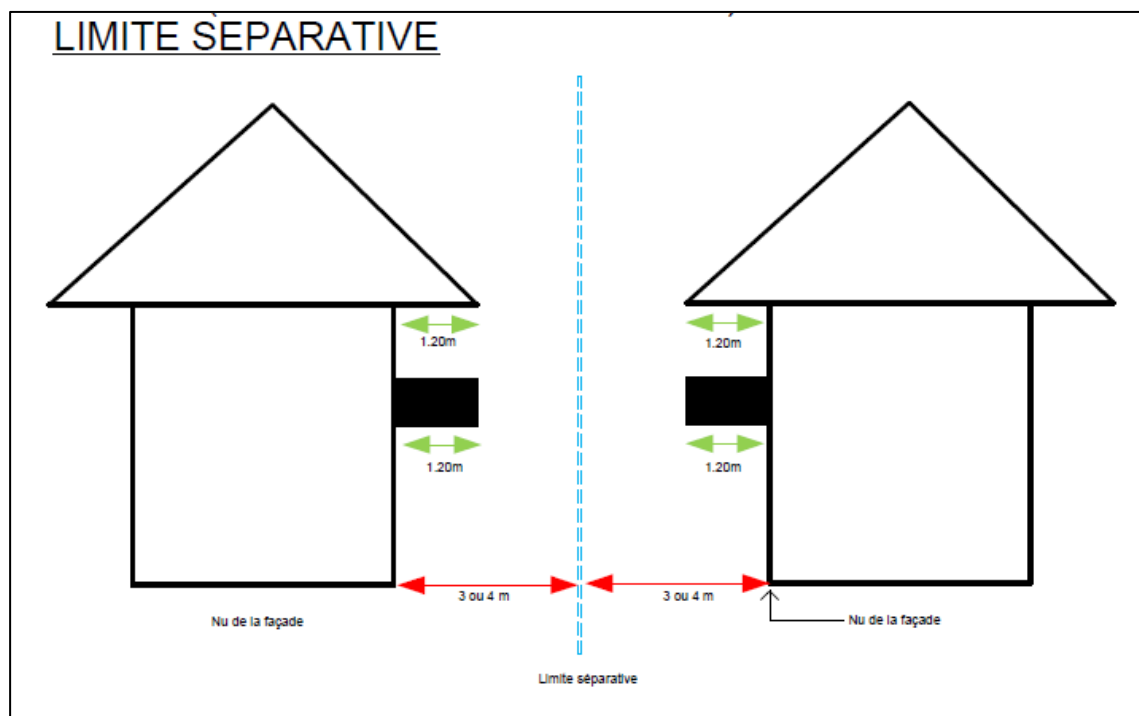 LIMITE SEPARATIVE
1.20m
1.20m
1.20m
1.20m
3 ou 4 m
3 ou 4 m
Nu de la façade
Nu de la façade
Limite séparative